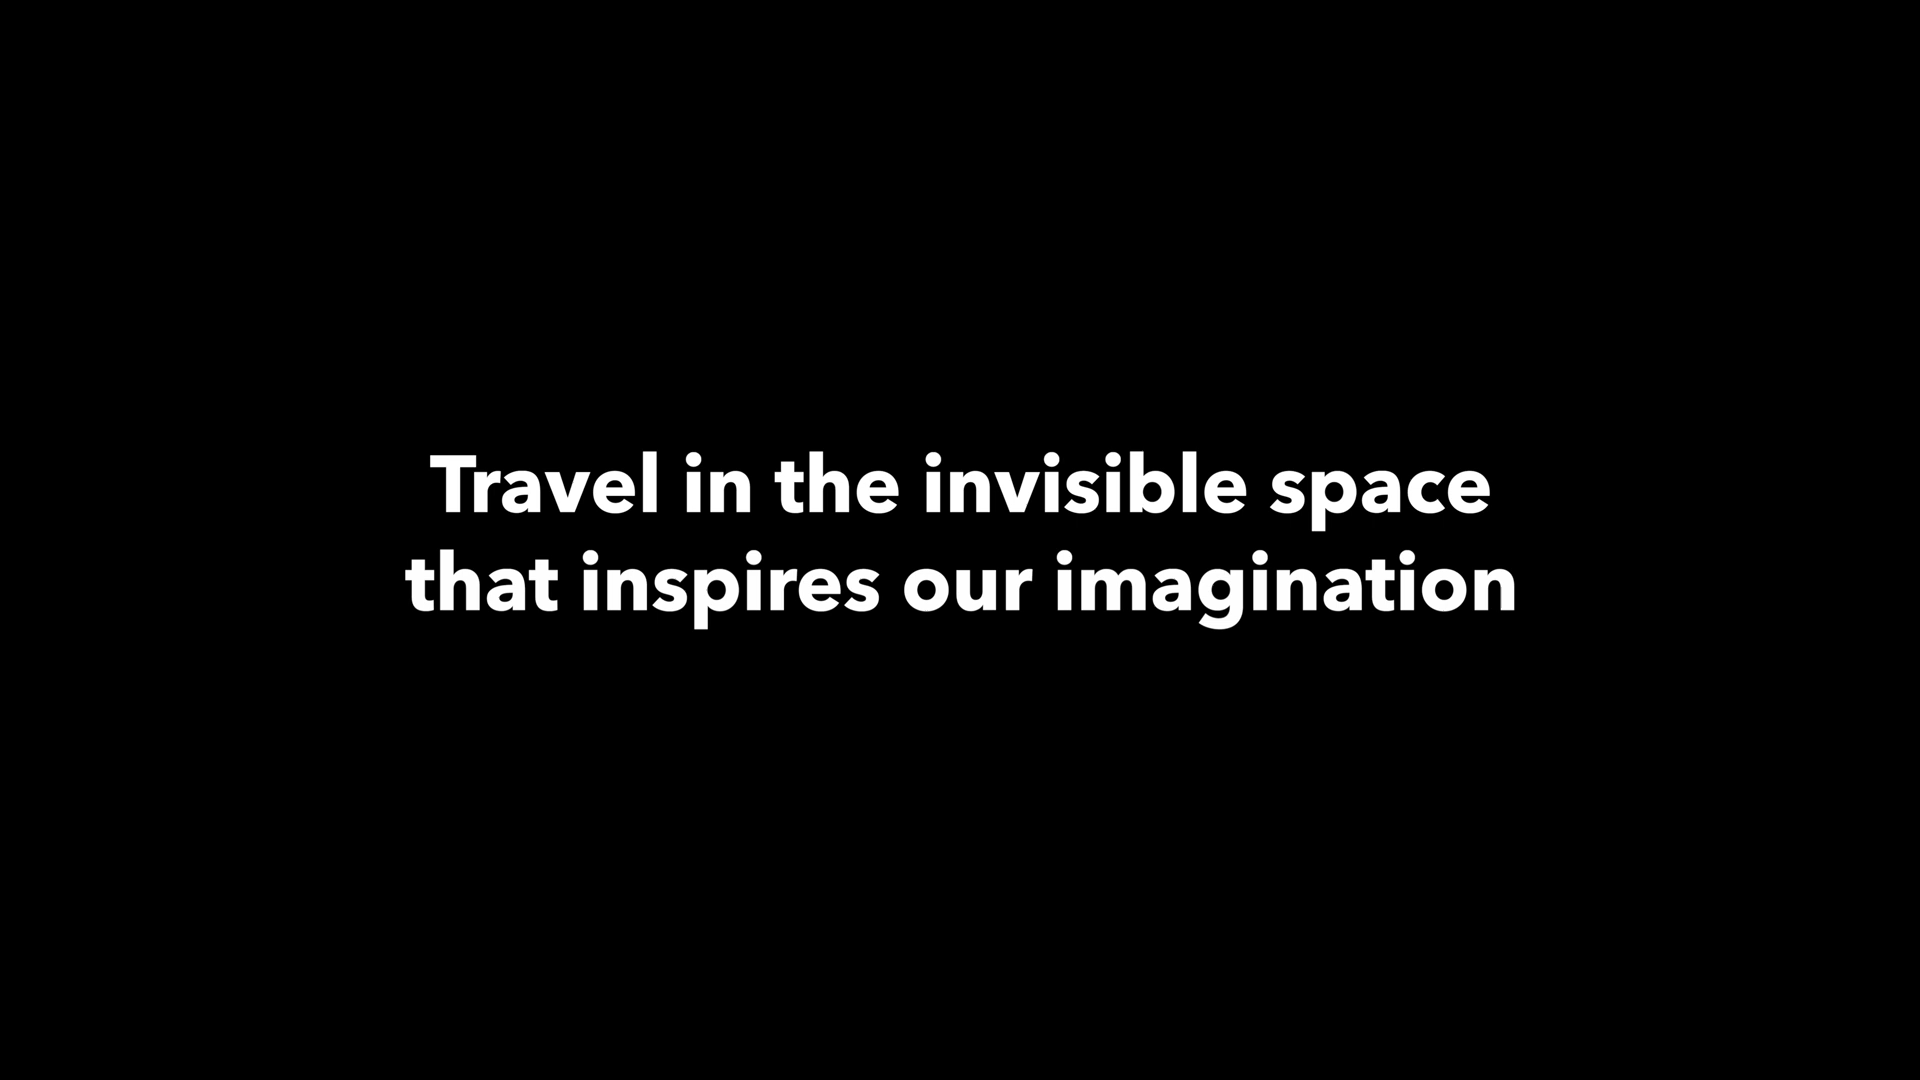 Travel in the invisible space
that inspires our imagination